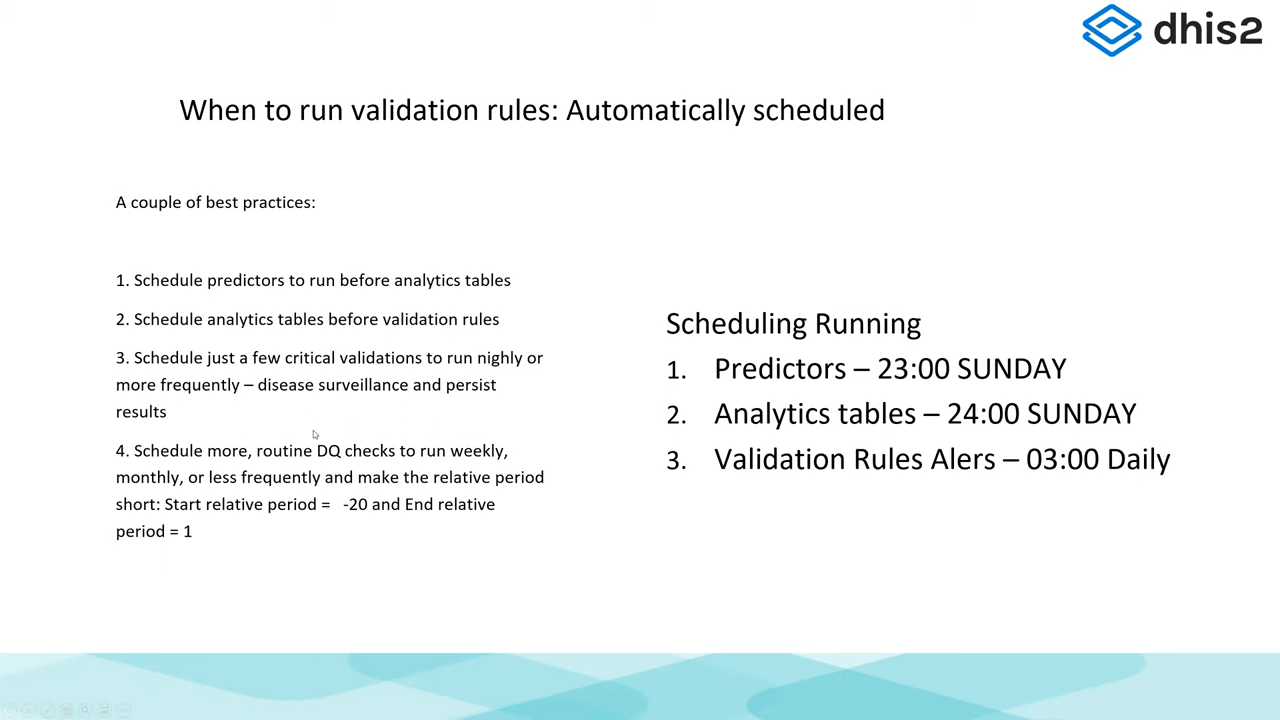 dhis2
When to run validation rules: Automatically scheduled
A couple of best practices:
1. Schedule predictors to run before analytics tables
2. Schedule analytics tables before validation rules
3. Schedule just a few critical validations to run nighly or
more frequently – disease surveillance and persist
results
4. Schedule more, routine DQ checks to run weekly,
monthly, or less frequently and make the relative period
short: Start relative period = -20 and End relative
period = 1
Scheduling Running
1. Predictors – 23:00 SUNDAY
2. Analytics tables – 24:00 SUNDAY
3. Validation Rules Alers – 03:00 Daily